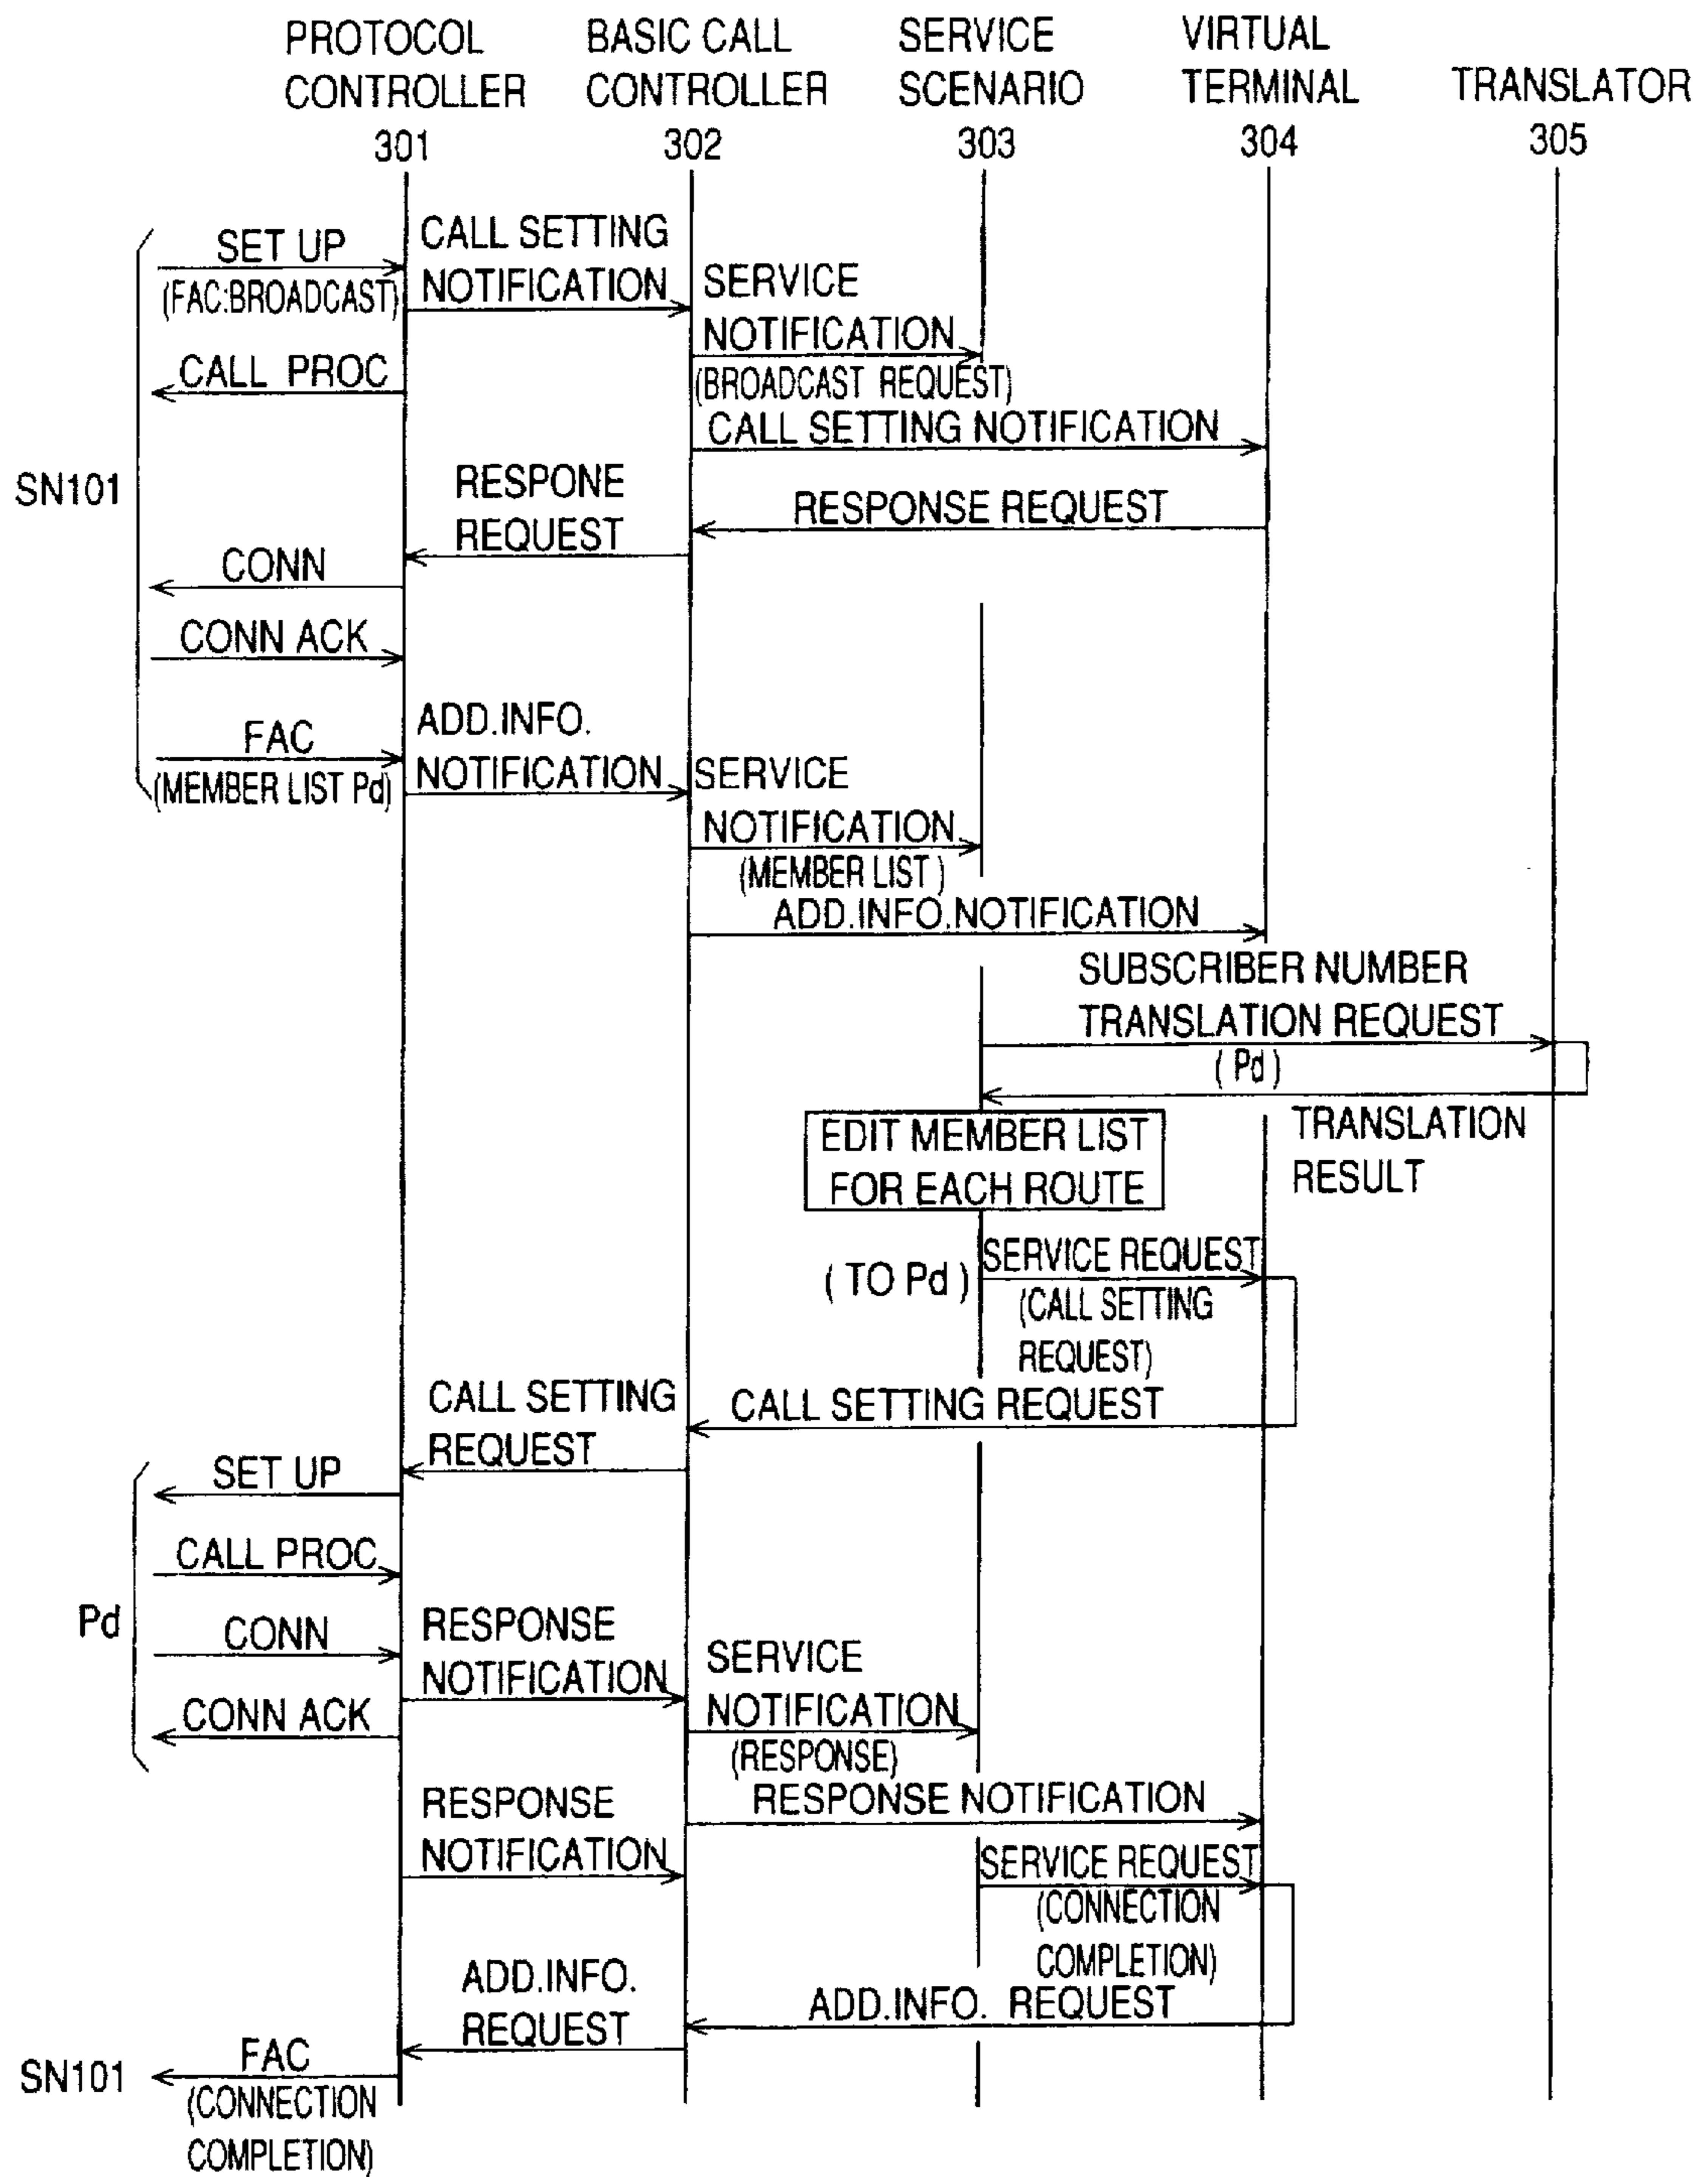 PROTOCOL
CONTROLLER
301
BASIC CALL
CONTROLLER
302
SERVICE
SCENARIO
303
VIRTUAL
TERMINAL
304
TRANSLATOR
305
SET UP
(FAC:BROADCAST)
CALL SETTING
NOTIFICATION
SERVICE
NOTIFICATION
(BROADCAST REQUEST)
CALL PROC
CALL SETTING NOTIFICATION
SN101
RESPONE
REQUEST
RESPONSE REQUEST
CONN
CONN ACK
FAC
(MEMBER LIST Pd)
ADD.INFO.
NOTIFICATION
SERVICE
NOTIFICATION
(MEMBER LIST )
ADD.INFO.NOTIFICATION
SUBSCRIBER NUMBER
TRANSLATION REQUEST
( Pd )
TRANSLATION
RESULT
EDIT MEMBER LIST
FOR EACH ROUTE
( TO Pd )
SERVICE REQUEST
(CALL SETTING
REQUEST)
CALL SETTING REQUEST
CALL SETTING
REQUEST
SET UP
CALL PROC
Pd
CONN
RESPONSE
NOTIFICATION
SERVICE
NOTIFICATION
(RESPONSE)
CONN ACK
RESPONSE NOTIFICATION
RESPONSE
NOTIFICATION
SERVICE REQUEST
(CONNECTION
COMPLETION)
ADD.INFO. REQUEST
ADD.INFO.
REQUEST
SN101
FAC
(CONNECTION
COMPLETION)